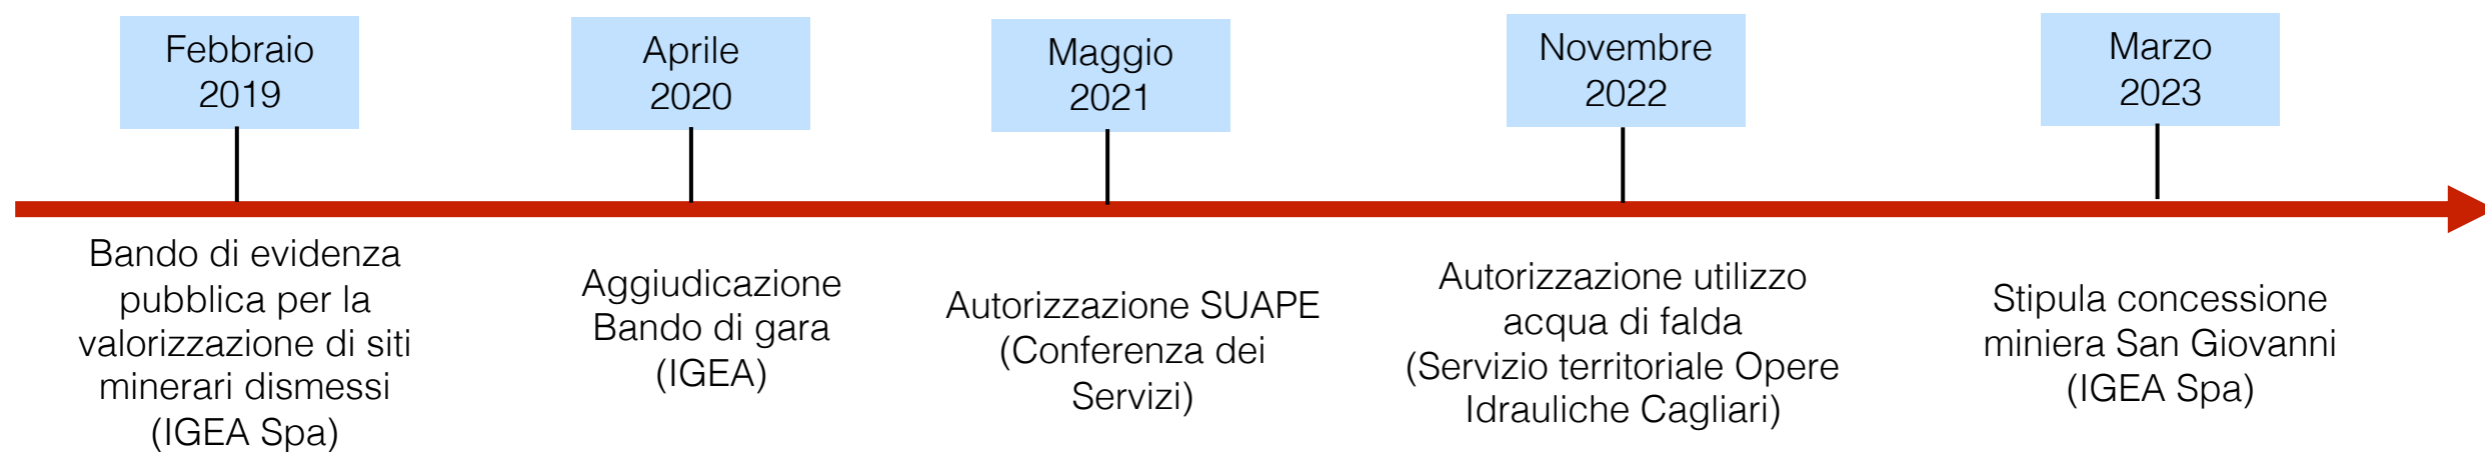 Febbraio
2019
Aprile
2020
Maggio
2021
Novembre
2022
Marzo
2023
Bando di evidenza
pubblica per la
valorizzazione di siti
minerari dismessi
(IGEA Spa)
Aggiudicazione
Bando di gara
(IGEA)
Autorizzazione SUAPE
(Conferenza dei
Servizi)
Autorizzazione utilizzo
acqua di falda
(Servizio territoriale Opere
Idrauliche Cagliari)
Stipula concessione
miniera San Giovanni
(IGEA Spa)